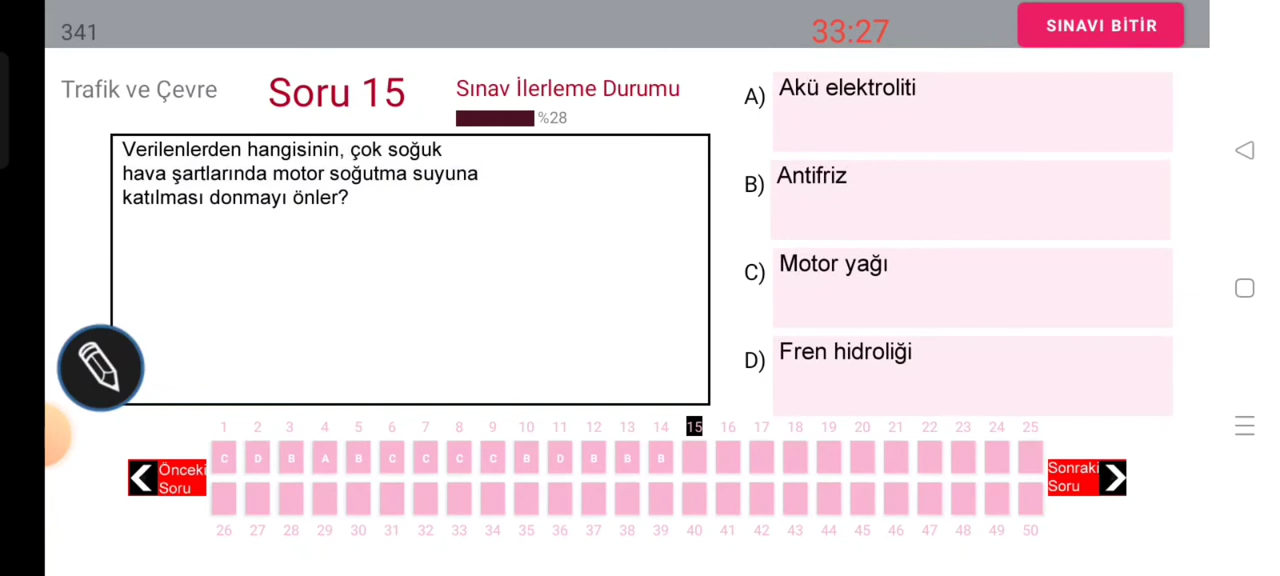 341
33:27
SINAVI BİTİR
Trafik ve Çevre
Soru 15
Sınav İlerleme Durumu
%28
Verilenlerden hangisinin, çok soğuk
hava şartlarında motor soğutma suyuna
katılması donmayı önler?
A) Akü elektroliti
B) Antifriz
C) Motor yağı
D) Fren hidroliği
1 2 3 4 5 6 7 8 9 10 11 12 13 14 15 16 17 18 19 20 21 22 23 24 25
C D B A B C C C C B D B B B
Önceki
Soru
Sonraki
Soru
26 27 28 29 30 31 32 33 34 35 36 37 38 39 40 41 42 43 44 45 46 47 48 49 50